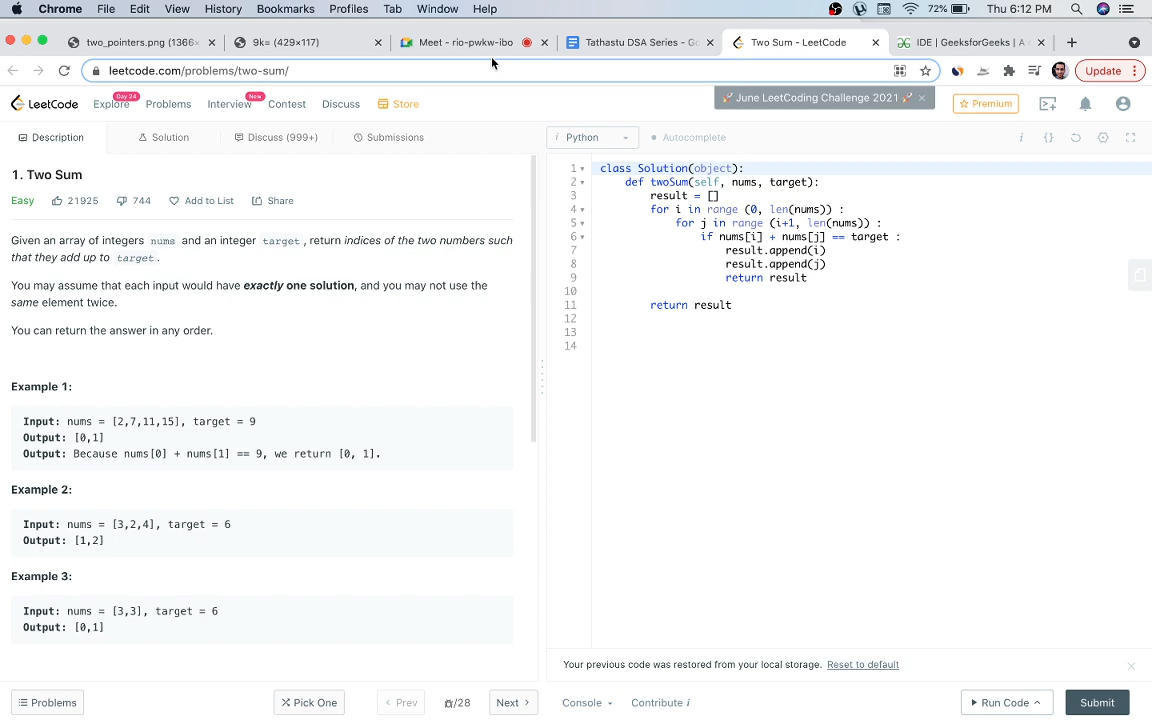 Chrome File Edit View History Bookmarks Profiles Tab Window Help 72% Thu 6:12 PM
two_pointers.png (1366× 9k= (429×117) Meet - rio-pwkw-ibo Tathastu DSA Series - Go Two Sum - LeetCode IDE | GeeksforGeeks | A c
leetcode.com/problems/two-sum/ Update
LeetCode Explore Day 24 Problems Interview New Contest Discuss Store 🚀 June LeetCoding Challenge 2021 🚀 Premium
Description Solution Discuss (999+) Submissions
i Python Autocomplete i {}
1. Two Sum
Easy 21925 744 Add to List Share
Given an array of integers nums and an integer target, return indices of the two numbers such
that they add up to target.
You may assume that each input would have exactly one solution, and you may not use the
same element twice.
You can return the answer in any order.
Example 1:
Input: nums = [2,7,11,15], target = 9
Output: [0,1]
Output: Because nums[0] + nums[1] == 9, we return [0, 1].
Example 2:
Input: nums = [3,2,4], target = 6
Output: [1,2]
Example 3:
Input: nums = [3,3], target = 6
Output: [0,1]
1 class Solution(object):
2 def twoSum(self, nums, target):
3 result = []
4 for i in range (0, len(nums)) :
5 for j in range (i+1, len(nums)) :
6 if nums[i] + nums[j] == target :
7 result.append(i)
8 result.append(j)
9 return result
10
11 return result
12
13
14
Your previous code was restored from your local storage. Reset to default
Problems Pick One Prev /28 Next Console Contribute i Run Code Submit